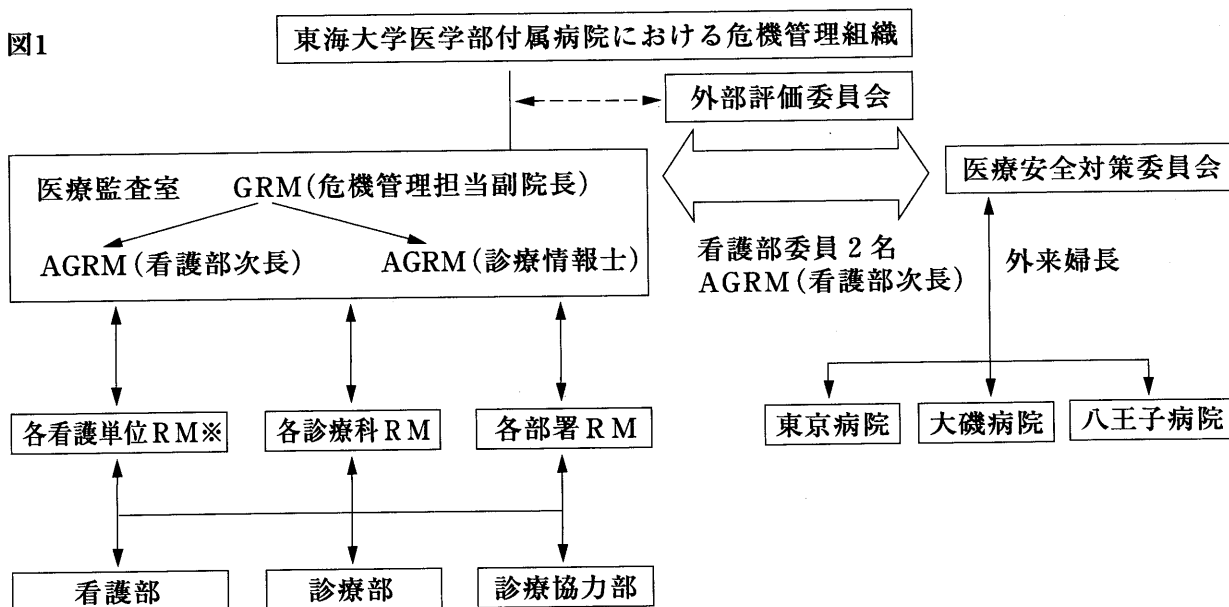 図1
東海大学医学部付属病院における危機管理組織
外部評価委員会
医療監査室 GRM(危機管理担当副院長)
AGRM(看護部次長) AGRM(診療情報士)
医療安全対策委員会
看護部委員2名
AGRM(看護部次長)
外来婦長
各看護単位RM※ 各診療科RM 各部署RM
東京病院 大磯病院 八王子病院
看護部 診療部 診療協力部